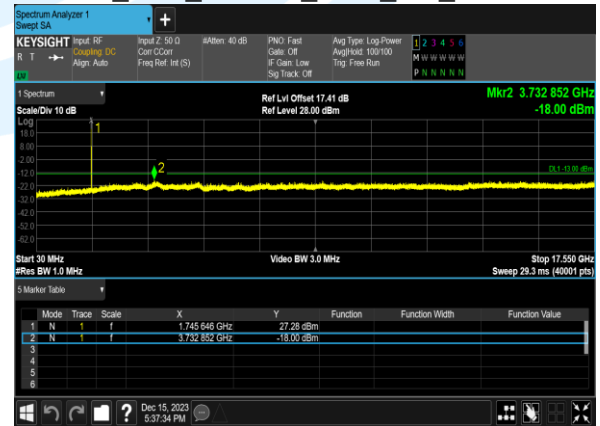 Spectrum Analyzer 1
Swept SA
KEYSIGHT Input: RF Input Z: 50 Ω #Atten: 40 dB PNO: Fast Avg Type: Log-Power 1 2 3 4 5 6
R T Coupling: DC Corr CCorr Gate: Off Avg|Hold: 100/100 M W W W W W
Align: Auto Freq Ref: Int (S) IF Gain: Low Trig: Free Run P N N N N N
LV Sig Track: Off
1 Spectrum Mkr2 3.732 852 GHz
Ref Lvl Offset 17.41 dB
Scale/Div 10 dB Ref Level 28.00 dBm -18.00 dBm
Log
1
18.0
8.00
-2.00
2
DL1 -13.00 dBm
-12.0
-22.0
-32.0
-42.0
-52.0
-62.0
Start 30 MHz Video BW 3.0 MHz Stop 17.550 GHz
#Res BW 1.0 MHz Sweep 29.3 ms (40001 pts)
5 Marker Table
Mode Trace Scale X Y Function Function Width Function Value
1 N 1 f 1.745 646 GHz 27.28 dBm
2 N 1 f 3.732 852 GHz -18.00 dBm
3
4
5
6
? Dec 15, 2023
5:37:34 PM